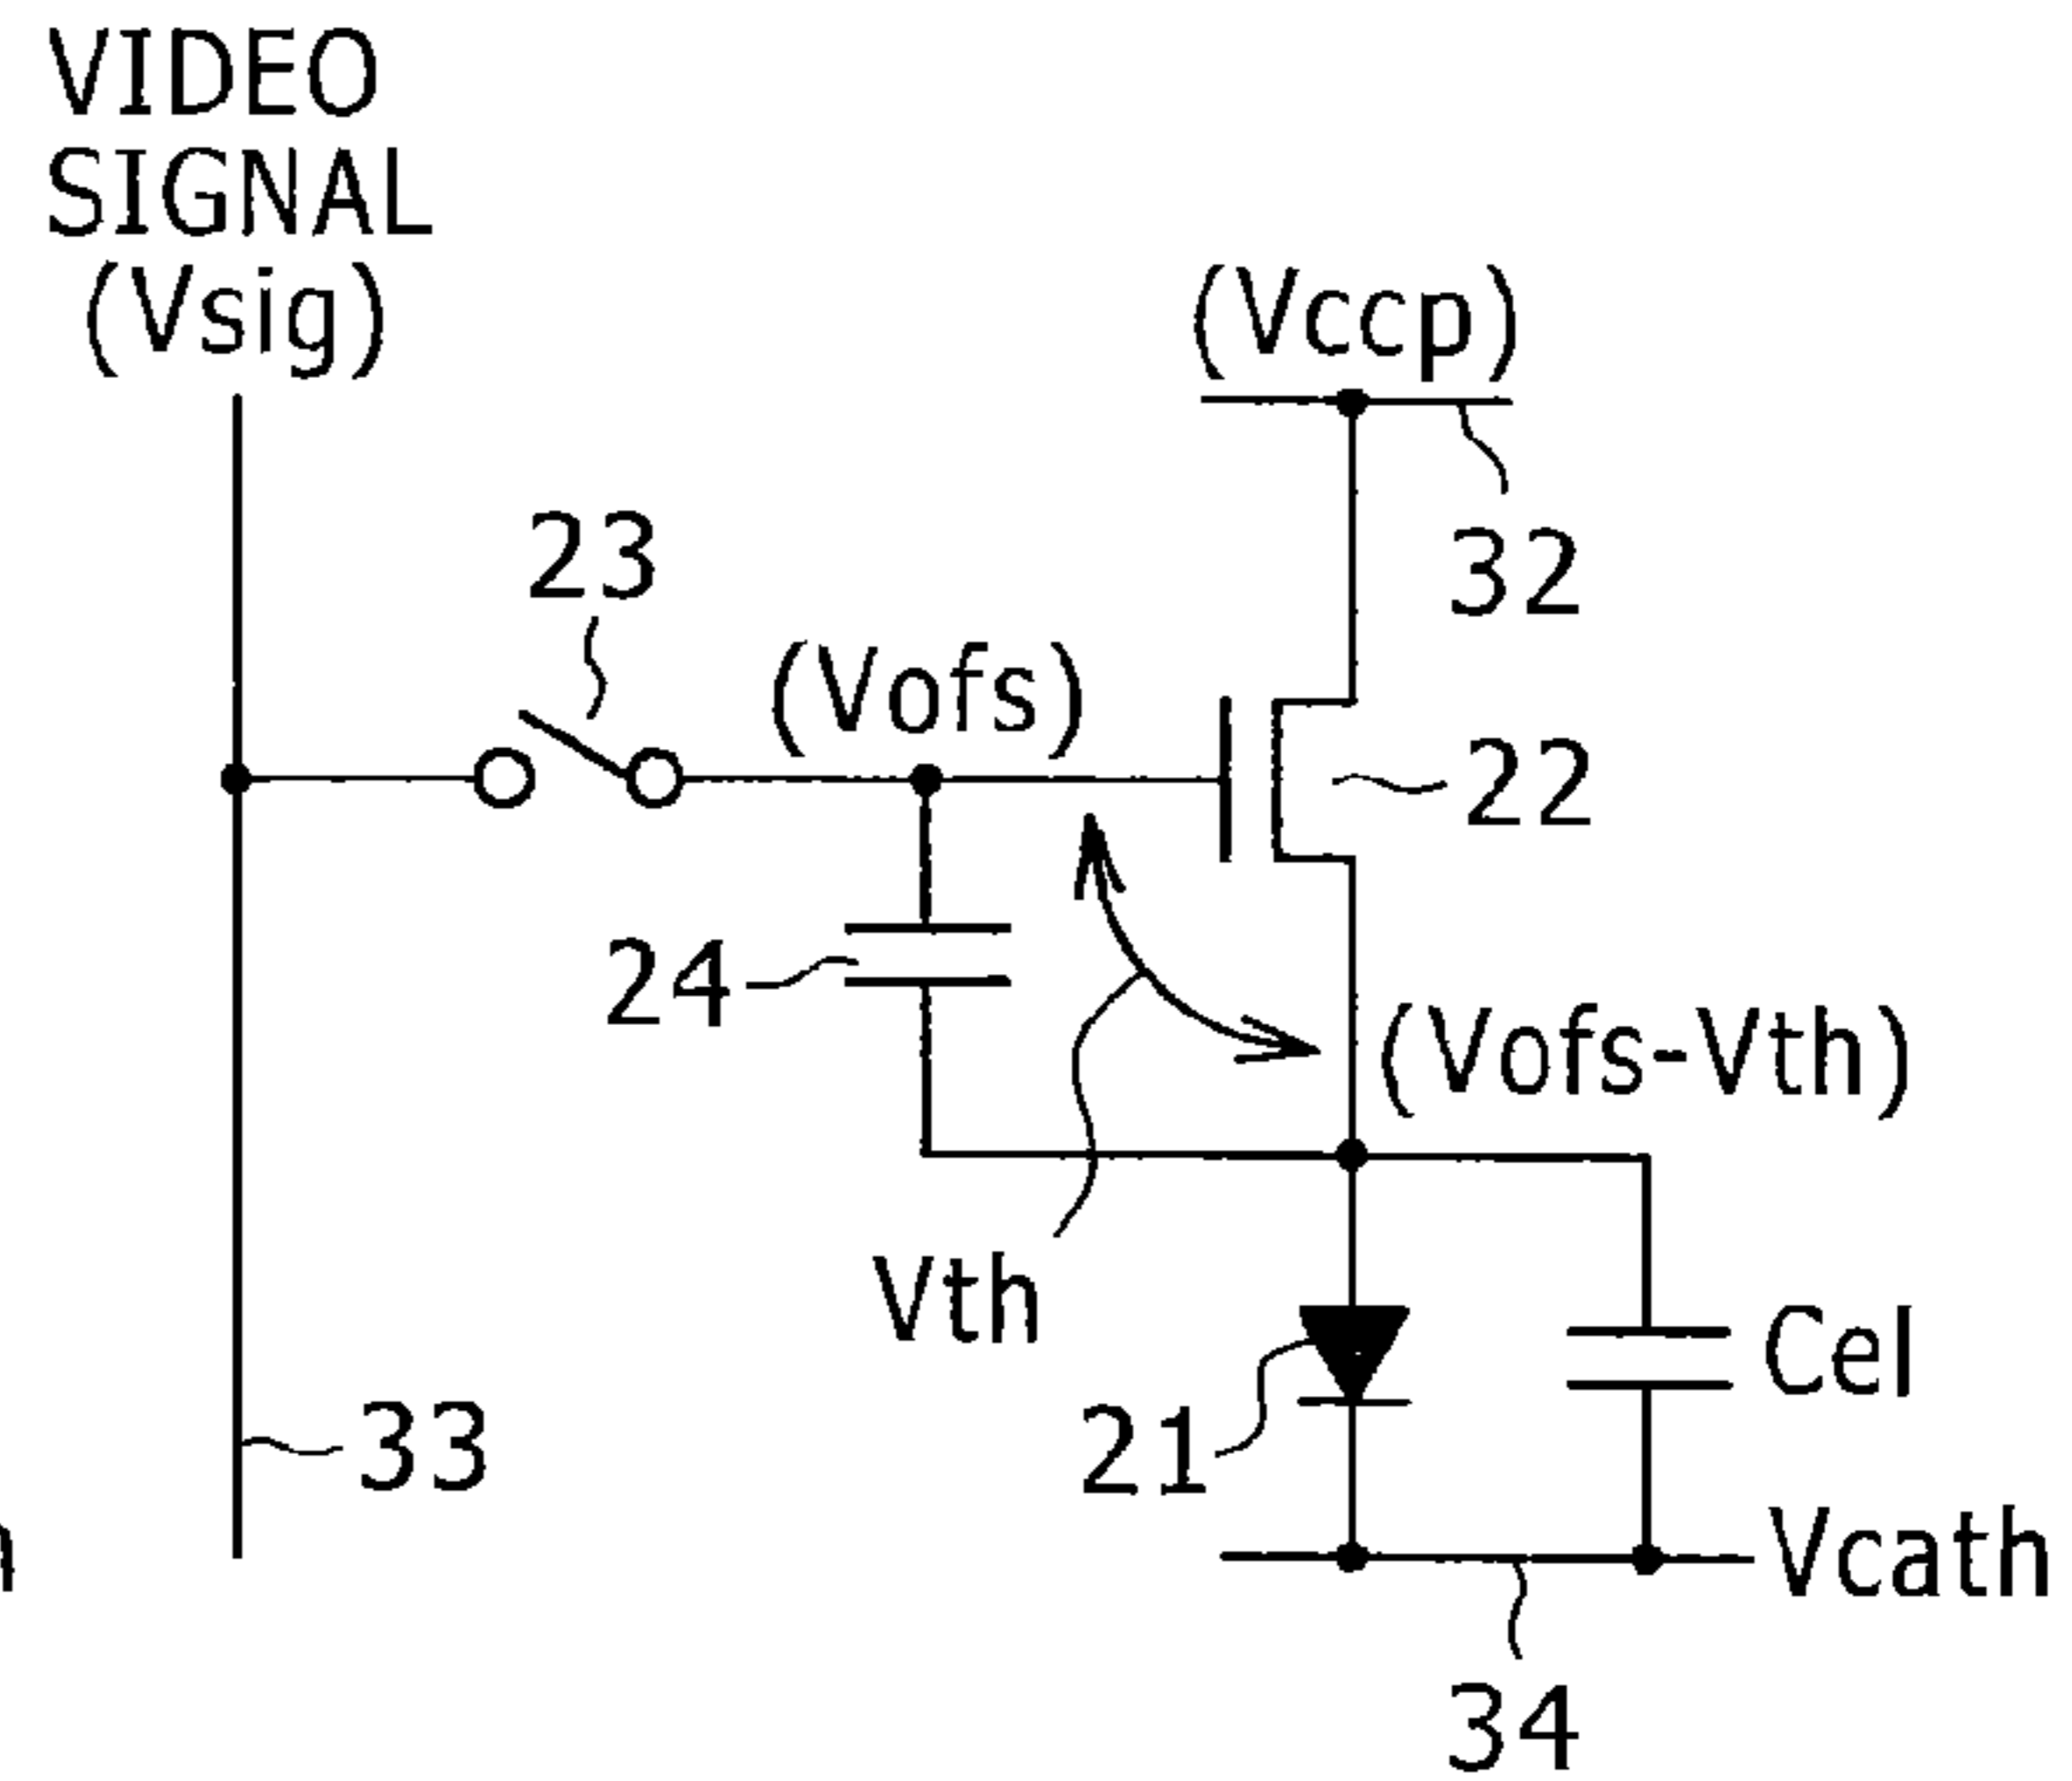 VIDEO
SIGNAL
(Vsig)
(Vccp)
23
32
(Vofs)
22
24
(Vofs-Vth)
Vth
Cel
21
33
Vcath
34